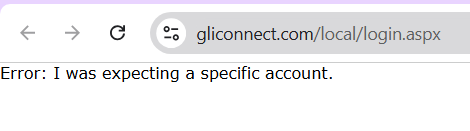 gliconnect.com/local/login.aspx
Error: I was expecting a specific account.